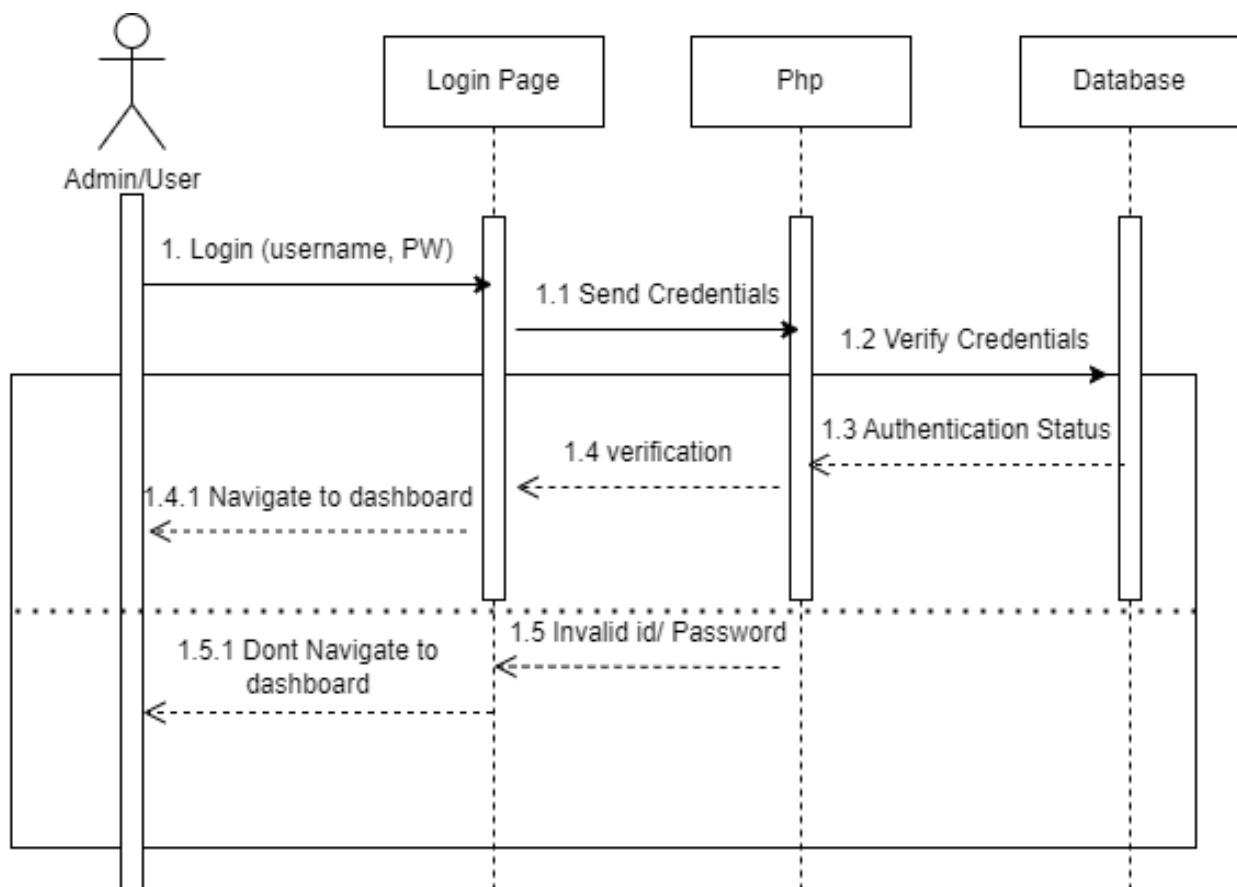 Login Page
Php
Database
Admin/User
1. Login (username, PW)
1.1 Send Credentials
1.2 Verify Credentials
1.3 Authentication Status
1.4 verification
1.4.1 Navigate to dashboard
1.5 Invalid id/ Password
1.5.1 Dont Navigate to
dashboard